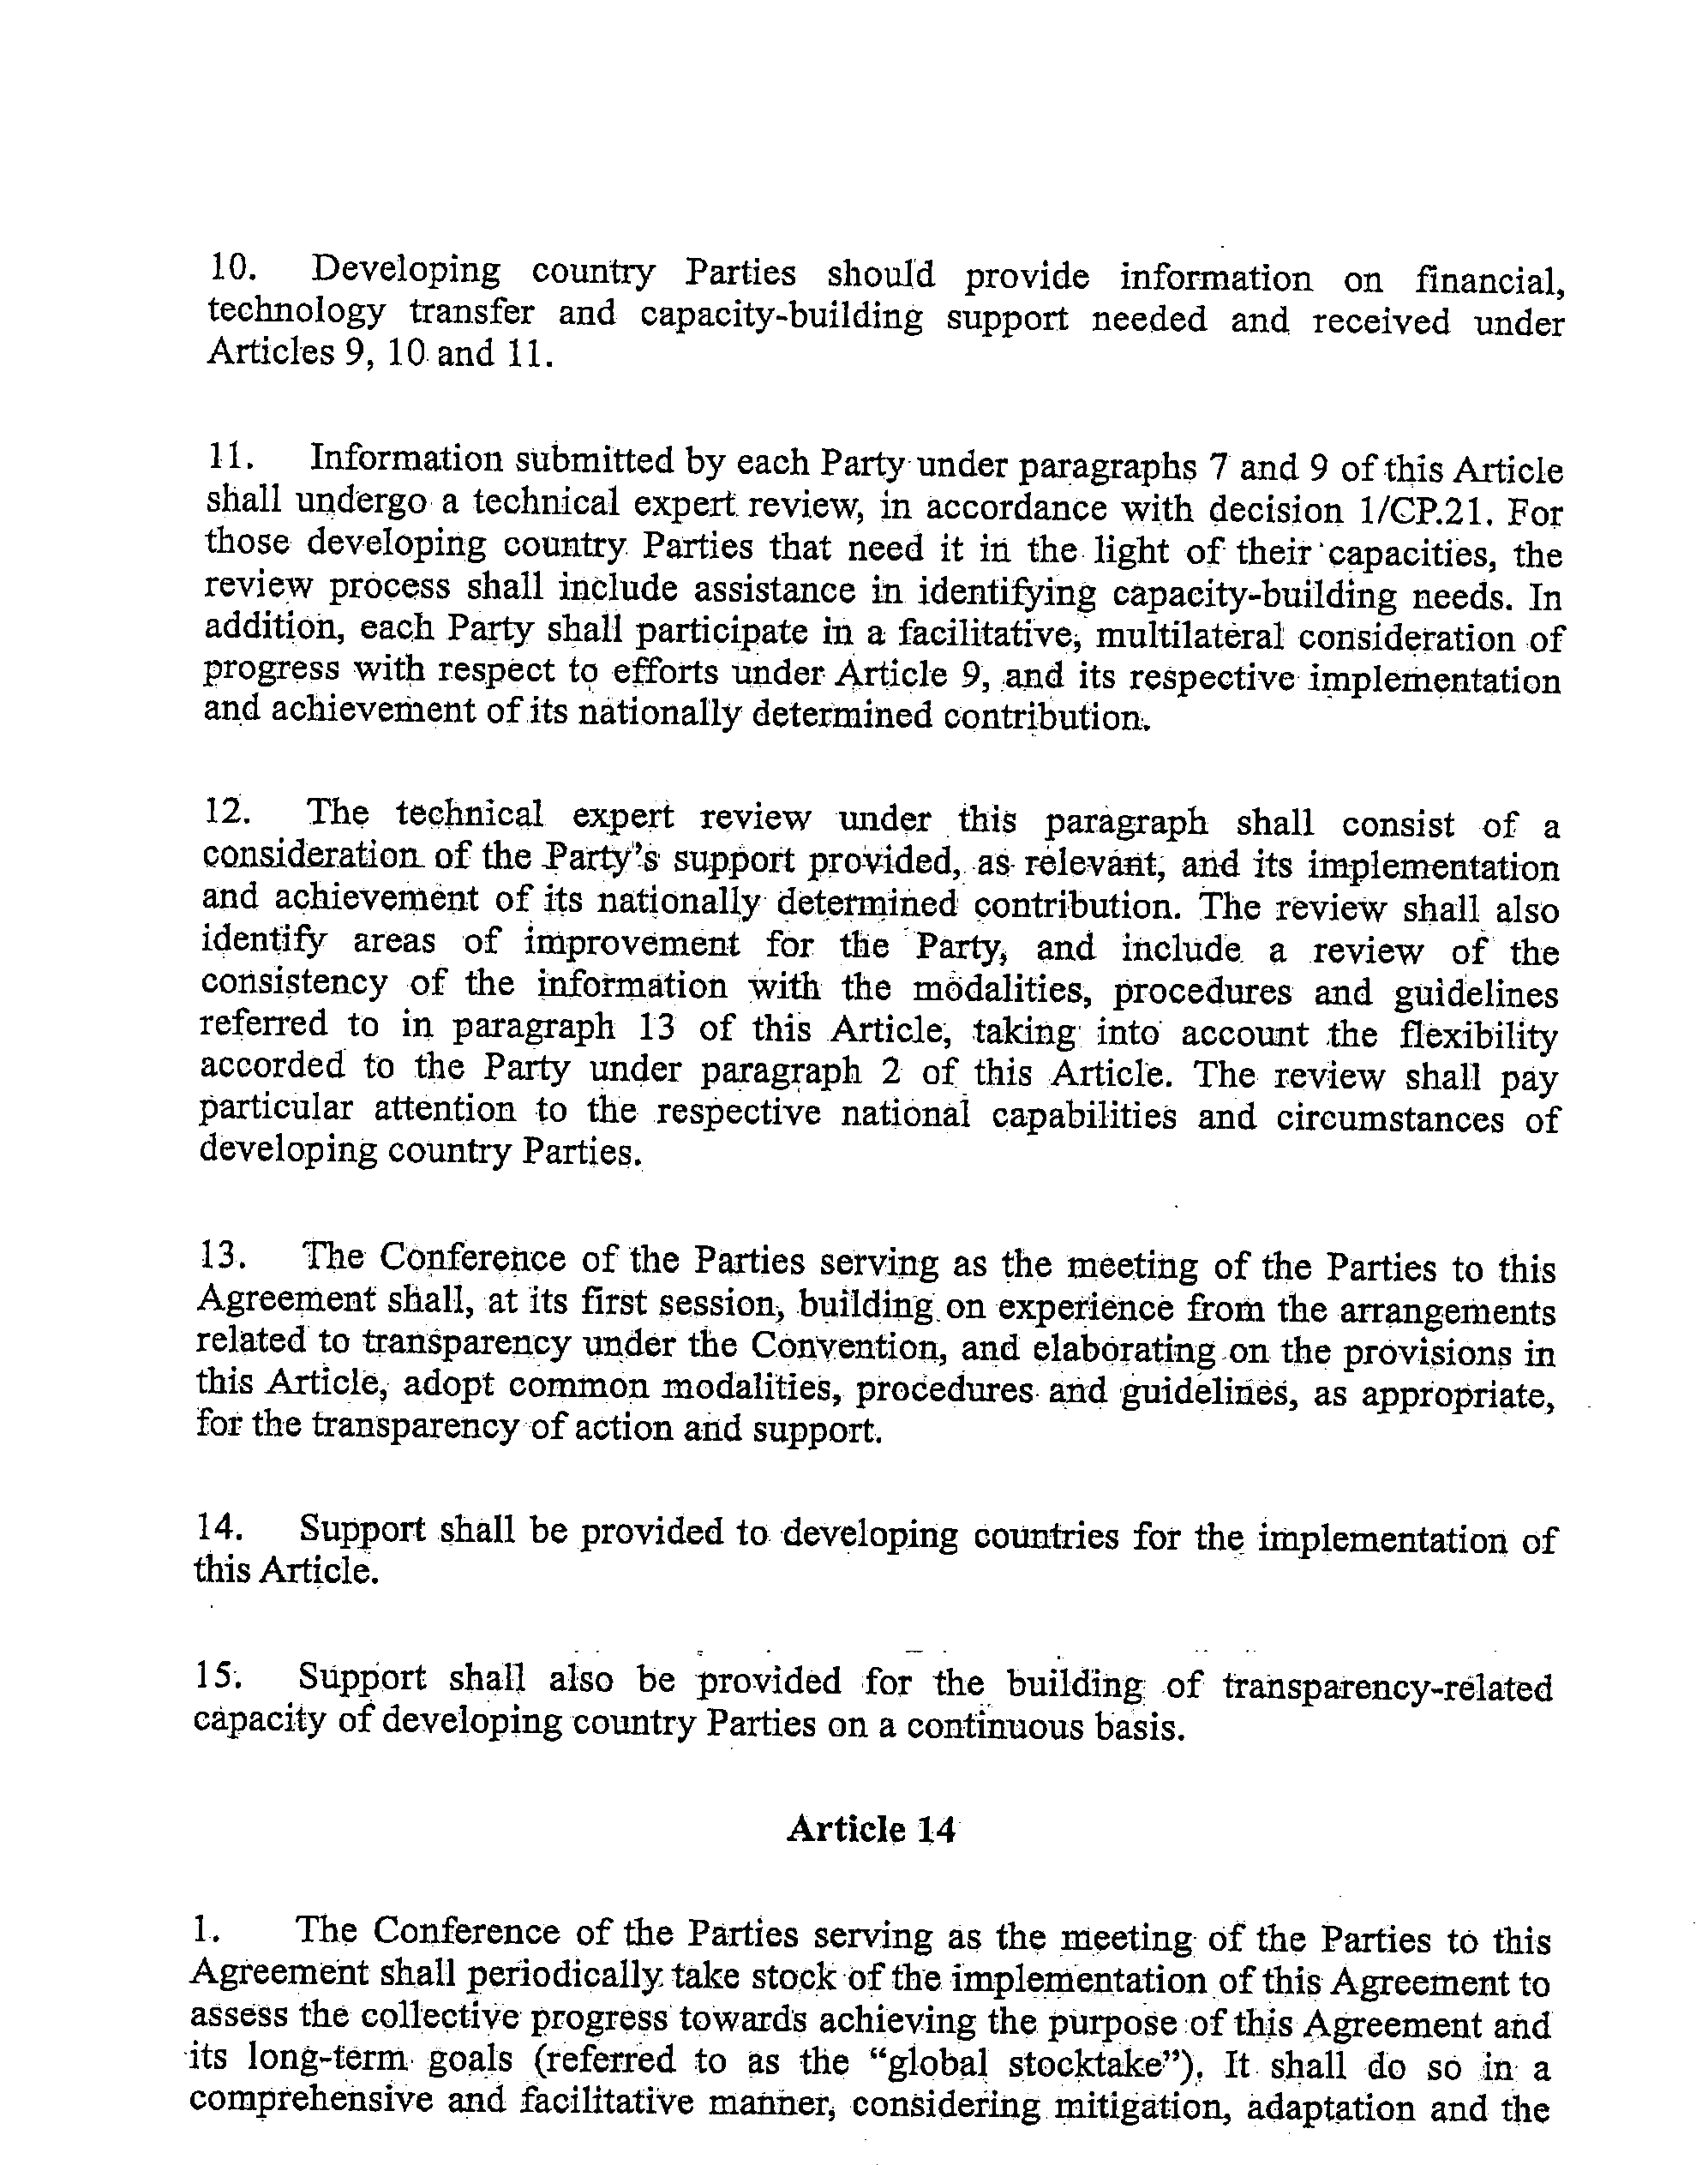 10. Developing country Parties should provide information on financial,
technology transfer and capacity-building support needed and received under
Articles 9, 10 and 11.
11. Information submitted by each Party under paragraphs 7 and 9 of this Article
shall undergo a technical expert review, in accordance with decision 1/CP.21. For
those developing country Parties that need it in the light of their capacities, the
review process shall include assistance in identifying capacity-building needs. In
addition, each Party shall participate in a facilitative, multilateral consideration of
progress with respect to efforts under Article 9, and its respective implementation
and achievement of its nationally determined contribution.
12. The technical expert review under this paragraph shall consist of a
consideration of the Party"s support provided, as relevant, and its implementation
and achievement of its nationally determined contribution. The review shall also
identify areas of improvement for the Party, and include a review of the
consistency of the information with the modalities, procedures and guidelines
referred to in paragraph 13 of this Article, taking into account the flexibility
accorded to the Party under paragraph 2 of this Article. The review shall pay
particular attention to the respective national capabilities and circumstances of
developing country Parties.
13. The Conference of the Parties serving as the meeting of the Parties to this
Agreement shall, at its first session, building on experience from the arrangements
related to transparency under the Convention, and elaborating on the provisions in
this Article, adopt common modalities, procedures and guidelines, as appropriate,
for the transparency of action and support.
14. Support shall be provided to developing countries for the implementation of
this Article.
15. Support shall also be provided for the building of transparency-related
capacity of developing country Parties on a continuous basis.
Article 14
1. The Conference of the Parties serving as the meeting of the Parties to this
Agreement shall periodically take stock of the implementation of this Agreement to
assess the collective progress towards achieving the purpose of this Agreement and
its long-term goals (referred to as the “global stocktake”). It shall do so in a
comprehensive and facilitative manner, considering mitigation, adaptation and the